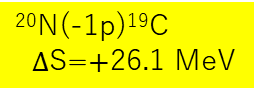 ²⁰N(-1p)¹⁹C
ΔS=+26.1 MeV